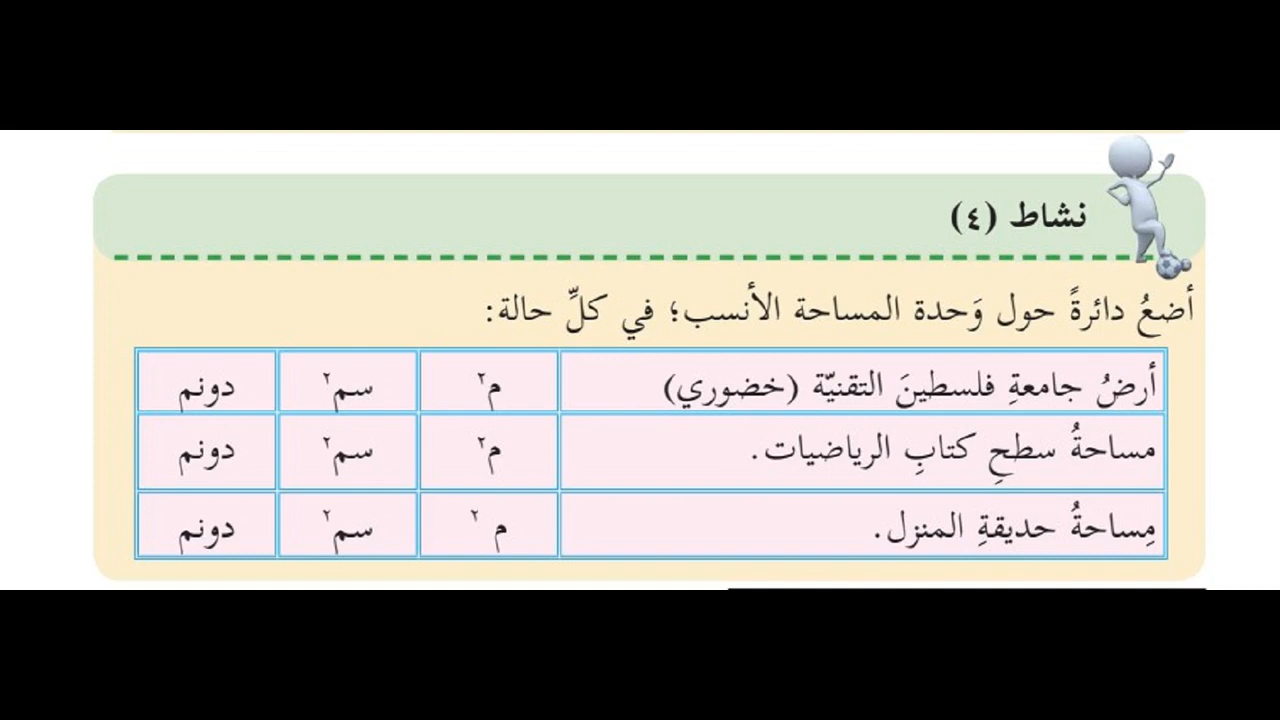 نشاط (٤)
أضعُ دائرةً حول وَحدة المساحة الأنسب؛ في كلِّ حالة:
أرضُ جامعةِ فلسطينَ التقنيّة (خضوري) م٢ سم٢ دونم
مساحةُ سطحِ كتابِ الرياضيات. م٢ سم٢ دونم
مِساحةُ حديقةِ المنزل. م ٢ سم٢ دونم